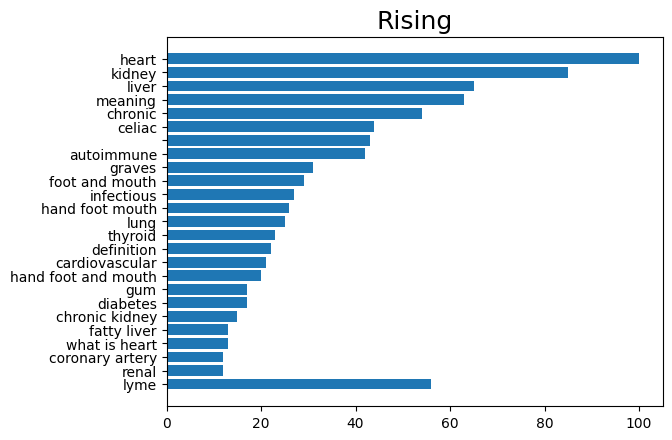 Rising
heart
kidney
liver
meaning
chronic
celiac
autoimmune
graves
foot and mouth
infectious
hand foot mouth
lung
thyroid
definition
cardiovascular
hand foot and mouth
gum
diabetes
chronic kidney
fatty liver
what is heart
coronary artery
renal
lyme
0 20 40 60 80 100